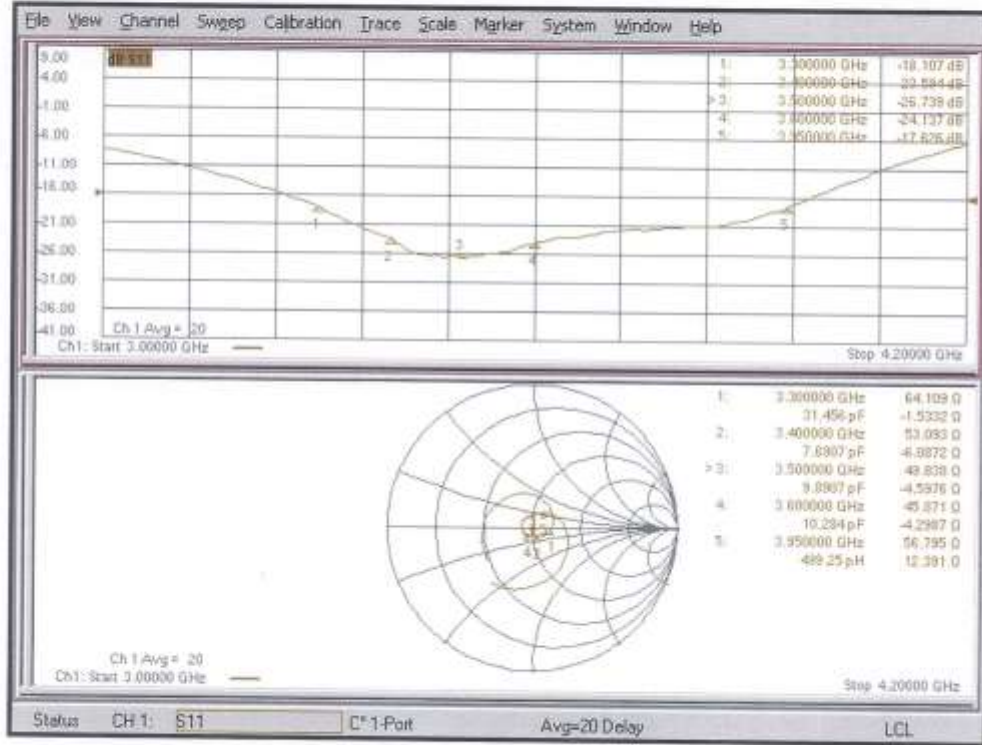 File View Channel Sweep Calibration Trace Scale Marker System Window Help
9.00
4.00
-1.00
-6.00
-11.00
-16.00
-21.00
-26.00
-31.00
-36.00
-41.00
dB S11
1: 3.300000 GHz -18.107 dB
2: 3.400000 GHz -23.594 dB
>3: 3.500000 GHz -26.739 dB
4: 3.600000 GHz -24.137 dB
5: 3.950000 GHz -17.626 dB
1
2
3
4
5
Ch 1 Avg = 20
Ch1: Start 3.00000 GHz
Stop 4.20000 GHz
1: 3.300000 GHz 64.109 Ω
31.456 pF -1.5332 Ω
2: 3.400000 GHz 53.093 Ω
-6.0872 Ω
>3: 3.500000 GHz 49.838 Ω
9.8907 pF -4.5976 Ω
4: 3.600000 GHz 45.871 Ω
10.284 pF -4.2987 Ω
5: 3.950000 GHz 56.795 Ω
499.25 pH 12.391 Ω
Ch 1 Avg = 20
Ch1: Start 3.00000 GHz
Stop 4.20000 GHz
Status CH 1: S11 C* 1-Port Avg=20 Delay LCL